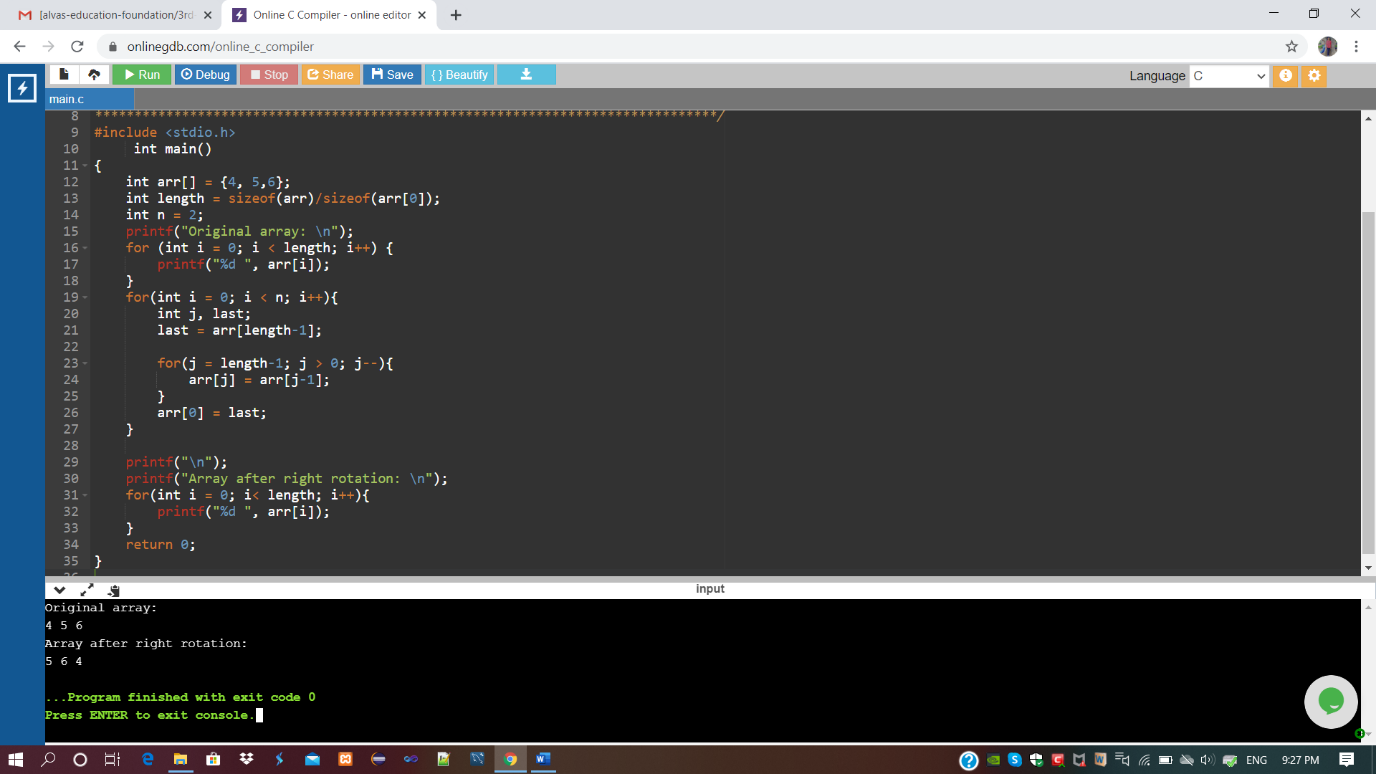 [alvas-education-foundation/3rd
Online C Compiler - online editor
onlinegdb.com/online_c_compiler
Run Debug Stop Share Save { } Beautify
Language C
main.c
8 *******************************************************************************/
9 #include <stdio.h>
10 int main()
11 {
12 int arr[] = {4, 5,6};
13 int length = sizeof(arr)/sizeof(arr[0]);
14 int n = 2;
15 printf("Original array: \n");
16 for (int i = 0; i < length; i++) {
17 printf("%d ", arr[i]);
18 }
19 for(int i = 0; i < n; i++){
20 int j, last;
21 last = arr[length-1];
22
23 for(j = length-1; j > 0; j--){
24 arr[j] = arr[j-1];
25 }
26 arr[0] = last;
27 }
28
29 printf("\n");
30 printf("Array after right rotation: \n");
31 for(int i = 0; i< length; i++){
32 printf("%d ", arr[i]);
33 }
34 return 0;
35 }
input
Original array:
4 5 6
Array after right rotation:
5 6 4
...Program finished with exit code 0
Press ENTER to exit console.
ENG 9:27 PM